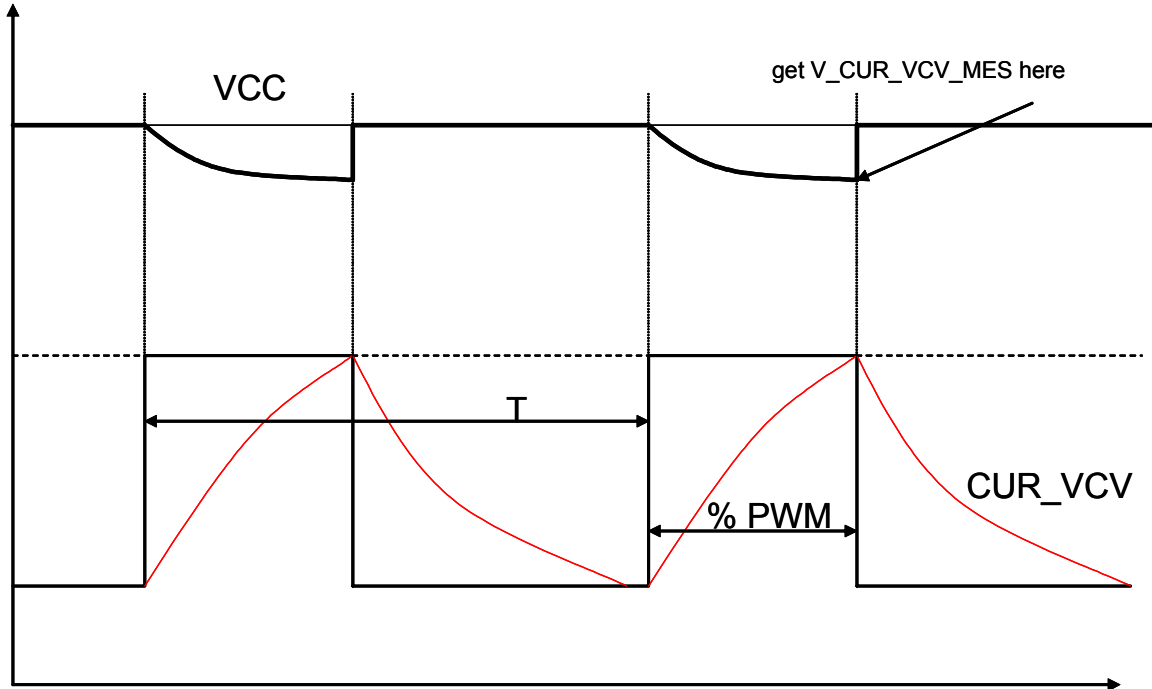 get V_CUR_VCV_MES here
VCC
T
CUR_VCV
% PWM